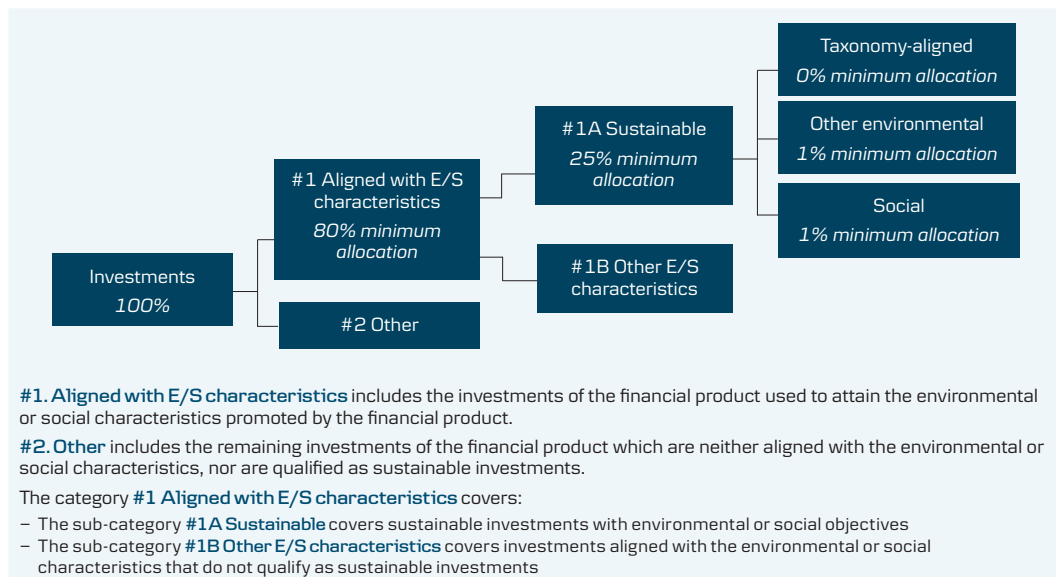 Taxonomy-aligned
0% minimum allocation
Other environmental
1% minimum allocation
Social
1% minimum allocation
#1A Sustainable
25% minimum
allocation
#1B Other E/S
characteristics
#1 Aligned with E/S
characteristics
80% minimum
allocation
#2 Other
Investments
100%
#1. Aligned with E/S characteristics includes the investments of the financial product used to attain the environmental
or social characteristics promoted by the financial product.
#2. Other includes the remaining investments of the financial product which are neither aligned with the environmental or
social characteristics, nor are qualified as sustainable investments.
The category #1 Aligned with E/S characteristics covers:
– The sub-category #1A Sustainable covers sustainable investments with environmental or social objectives
– The sub-category #1B Other E/S characteristics covers investments aligned with the environmental or social
characteristics that do not qualify as sustainable investments